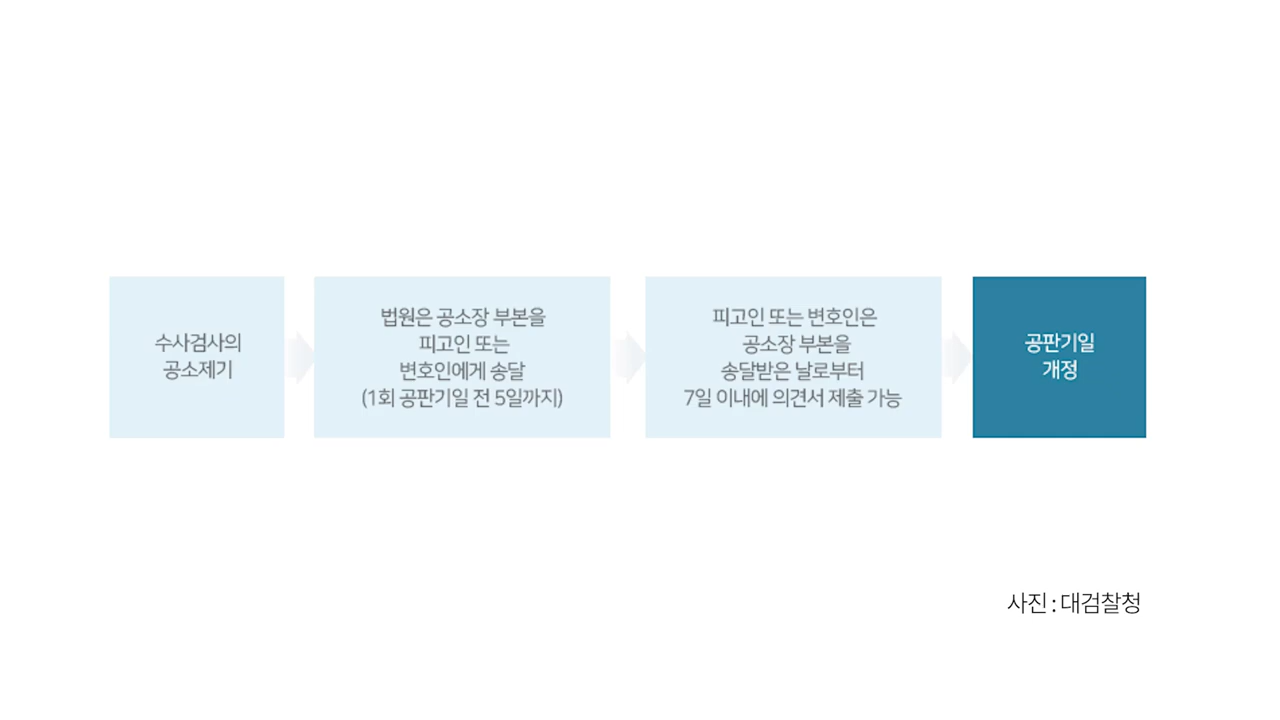 수사검사의
공소제기
법원은 공소장 부본을
피고인 또는
변호인에게 송달
(1회 공판기일 전 5일까지)
피고인 또는 변호인은
공소장 부본을
송달받은 날로부터
7일 이내에 의견서 제출 가능
공판기일
개정
사진 : 대검찰청